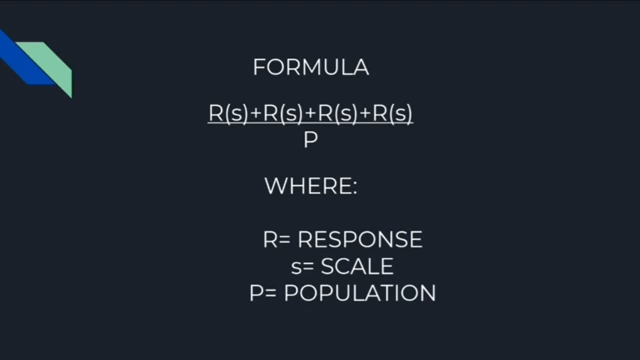 FORMULA
R(s)+R(s)+R(s)+R(s)
P
WHERE:
R= RESPONSE
s= SCALE
P= POPULATION